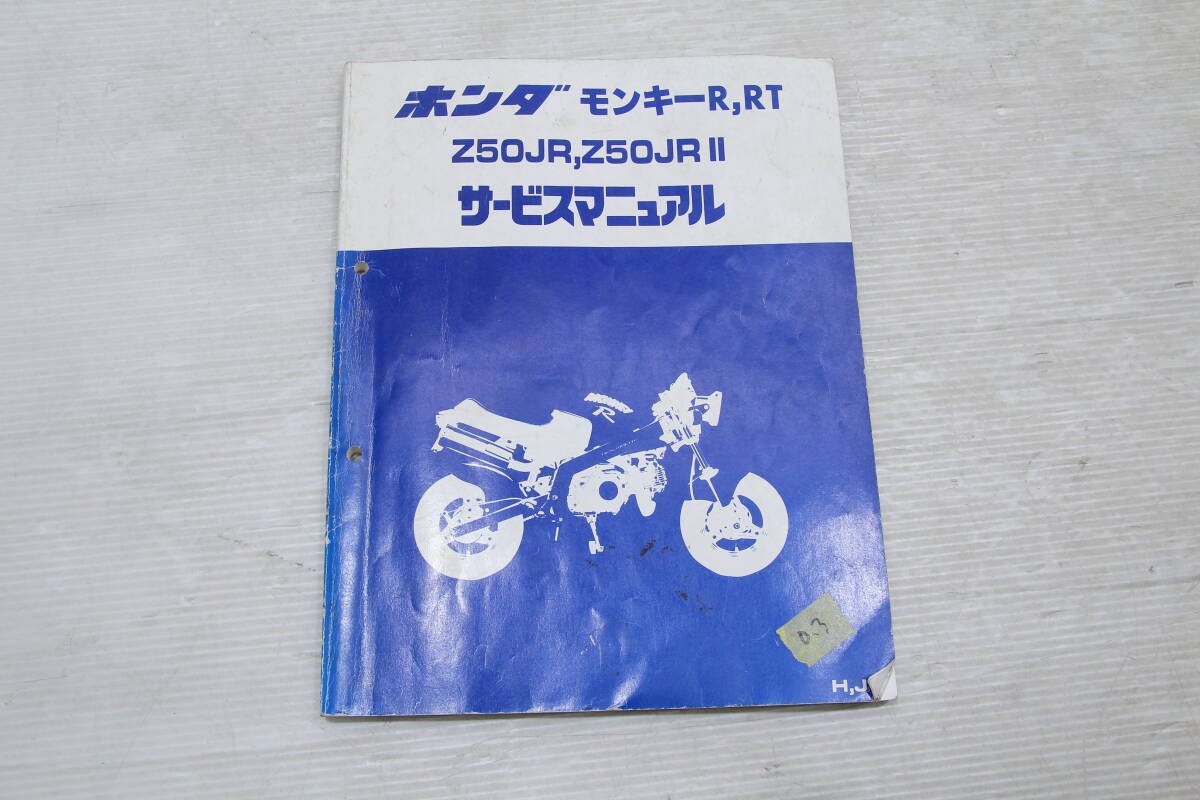 ホンダ モンキーR,RT
Z50JR,Z50JR II
サービスマニュアル
R
0.3
H,J